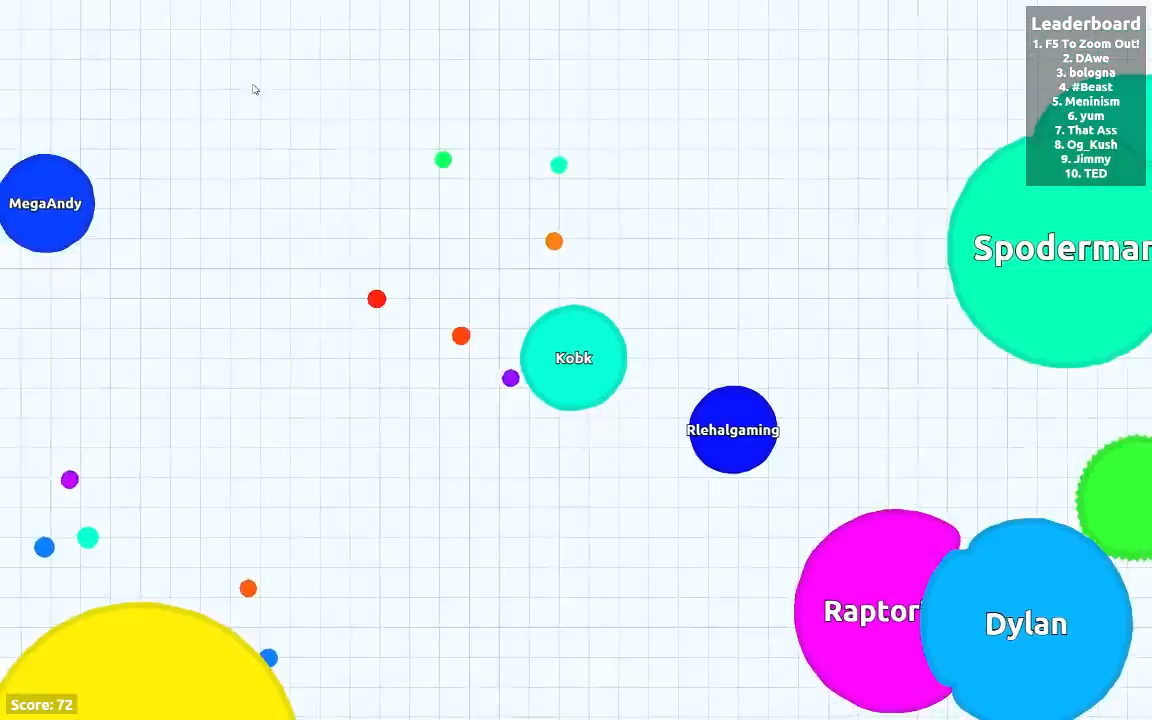 Leaderboard
1. F5 To Zoom Out!
2. DAwe
3. bologna
4. #Beast
5. Meninism
6. yum
7. That Ass
8. Og_Kush
9. Jimmy
10. TED
MegaAndy
Spoderman
Kobk
Rlehalgaming
Raptor
Dylan
Score: 72